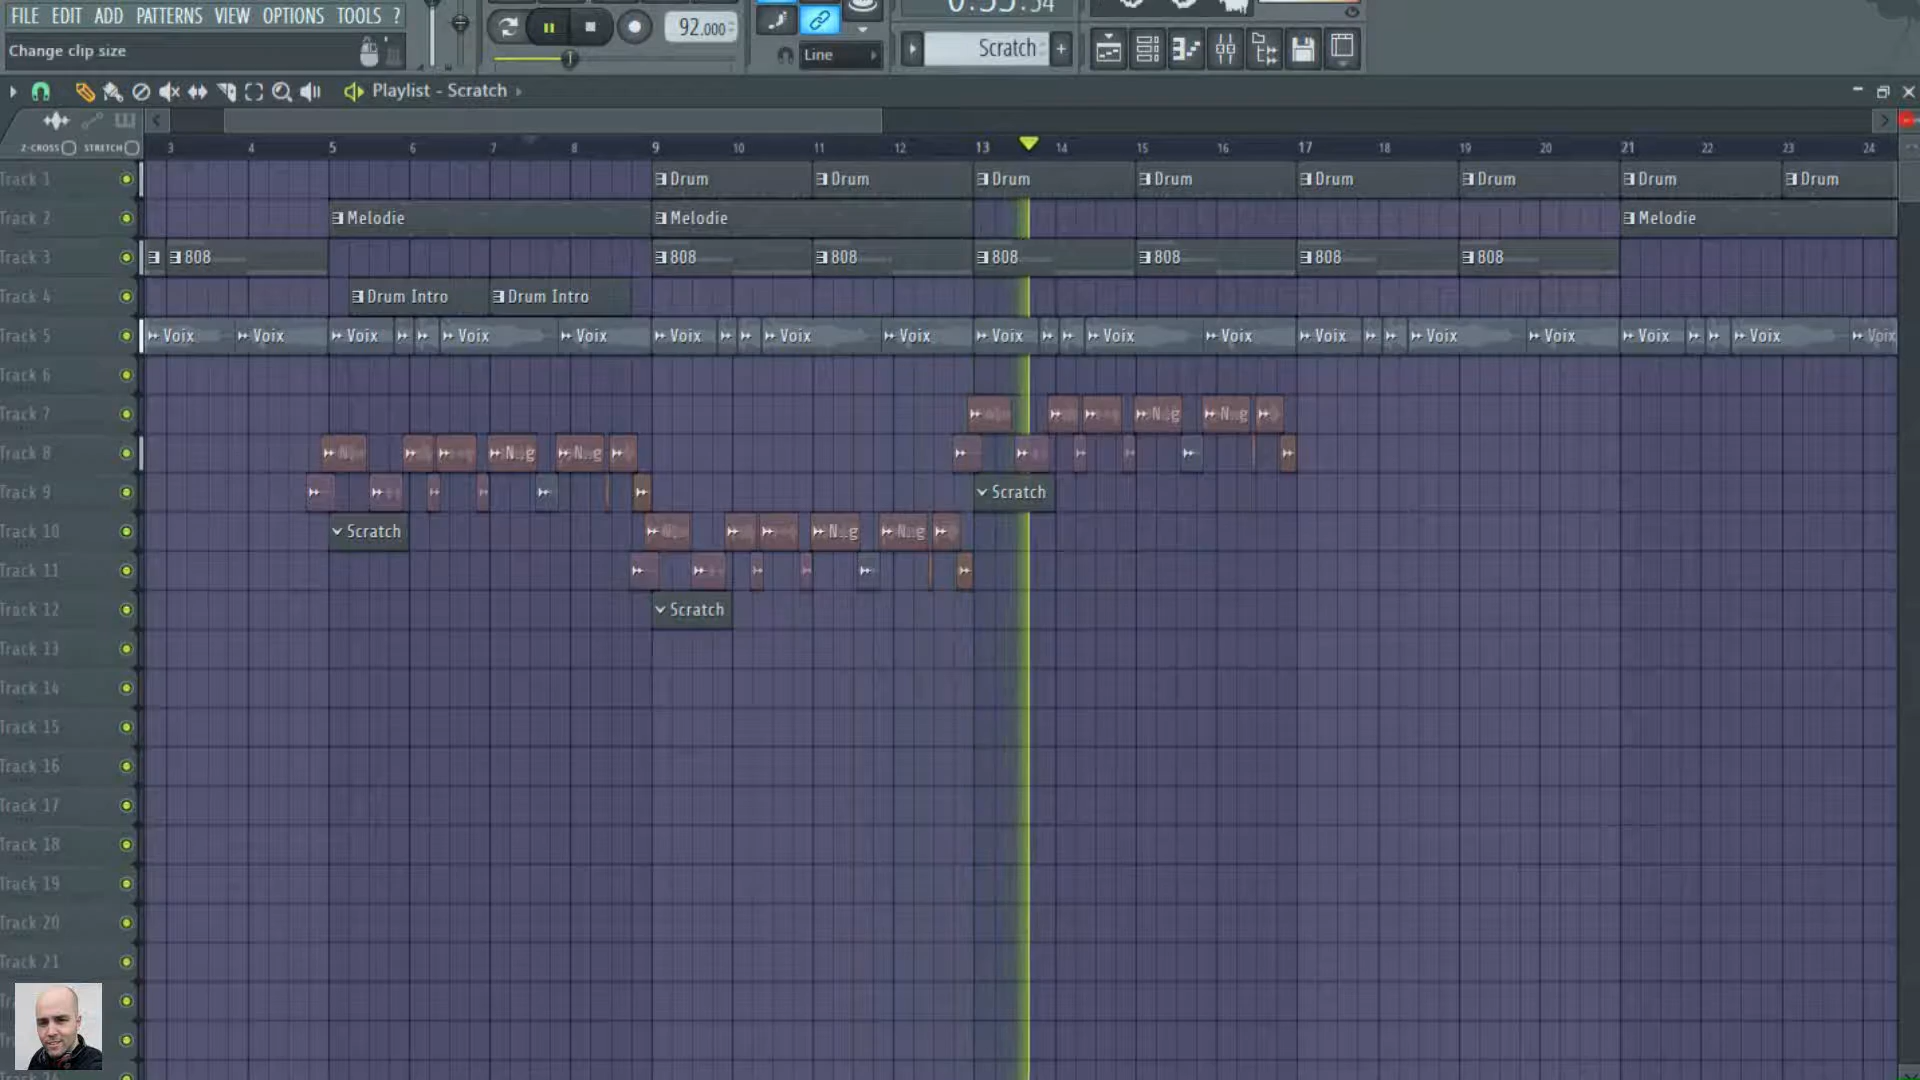 FILE EDIT ADD PATTERNS VIEW OPTIONS TOOLS ?
Change clip size
92.000
Line
Scratch +
Playlist - Scratch
Z-CROSS STRETCH
3 4 5 6 7 8 9 10 11 12 13 14 15 16 17 18 19 20 21 22 23 24
Track 1 Drum Drum Drum Drum Drum Drum Drum Drum
Track 2 Melodie Melodie Melodie
Track 3 808 808 808 808 808 808 808
Track 4 Drum Intro Drum Intro
Track 5 Voix Voix Voix Voix Voix Voix Voix Voix Voix Voix Voix Voix Voix Voix Voix Voix Voix
Track 6
Track 7 N..g N..g
Track 8 N..g N..g
Track 9 Scratch
Track 10 Scratch N..g N..g
Track 11
Track 12 Scratch
Track 13
Track 14
Track 15
Track 16
Track 17
Track 18
Track 19
Track 20
Track 21